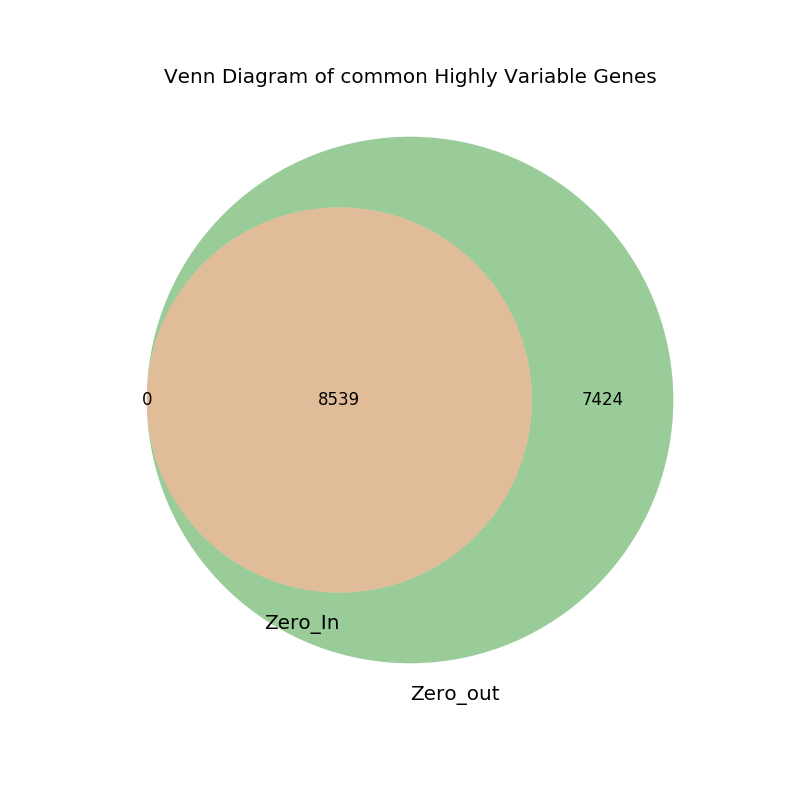 Venn Diagram of common Highly Variable Genes
0
8539
7424
Zero_In
Zero_out